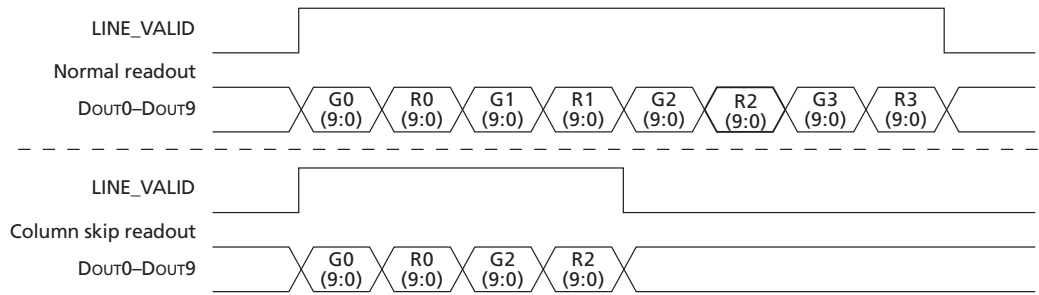 LINE_VALID
Normal readout
DOUT0–DOUT9
G0 (9:0)
R0 (9:0)
G1 (9:0)
R1 (9:0)
G2 (9:0)
R2 (9:0)
G3 (9:0)
R3 (9:0)
LINE_VALID
Column skip readout
DOUT0–DOUT9
G0 (9:0)
R0 (9:0)
G2 (9:0)
R2 (9:0)